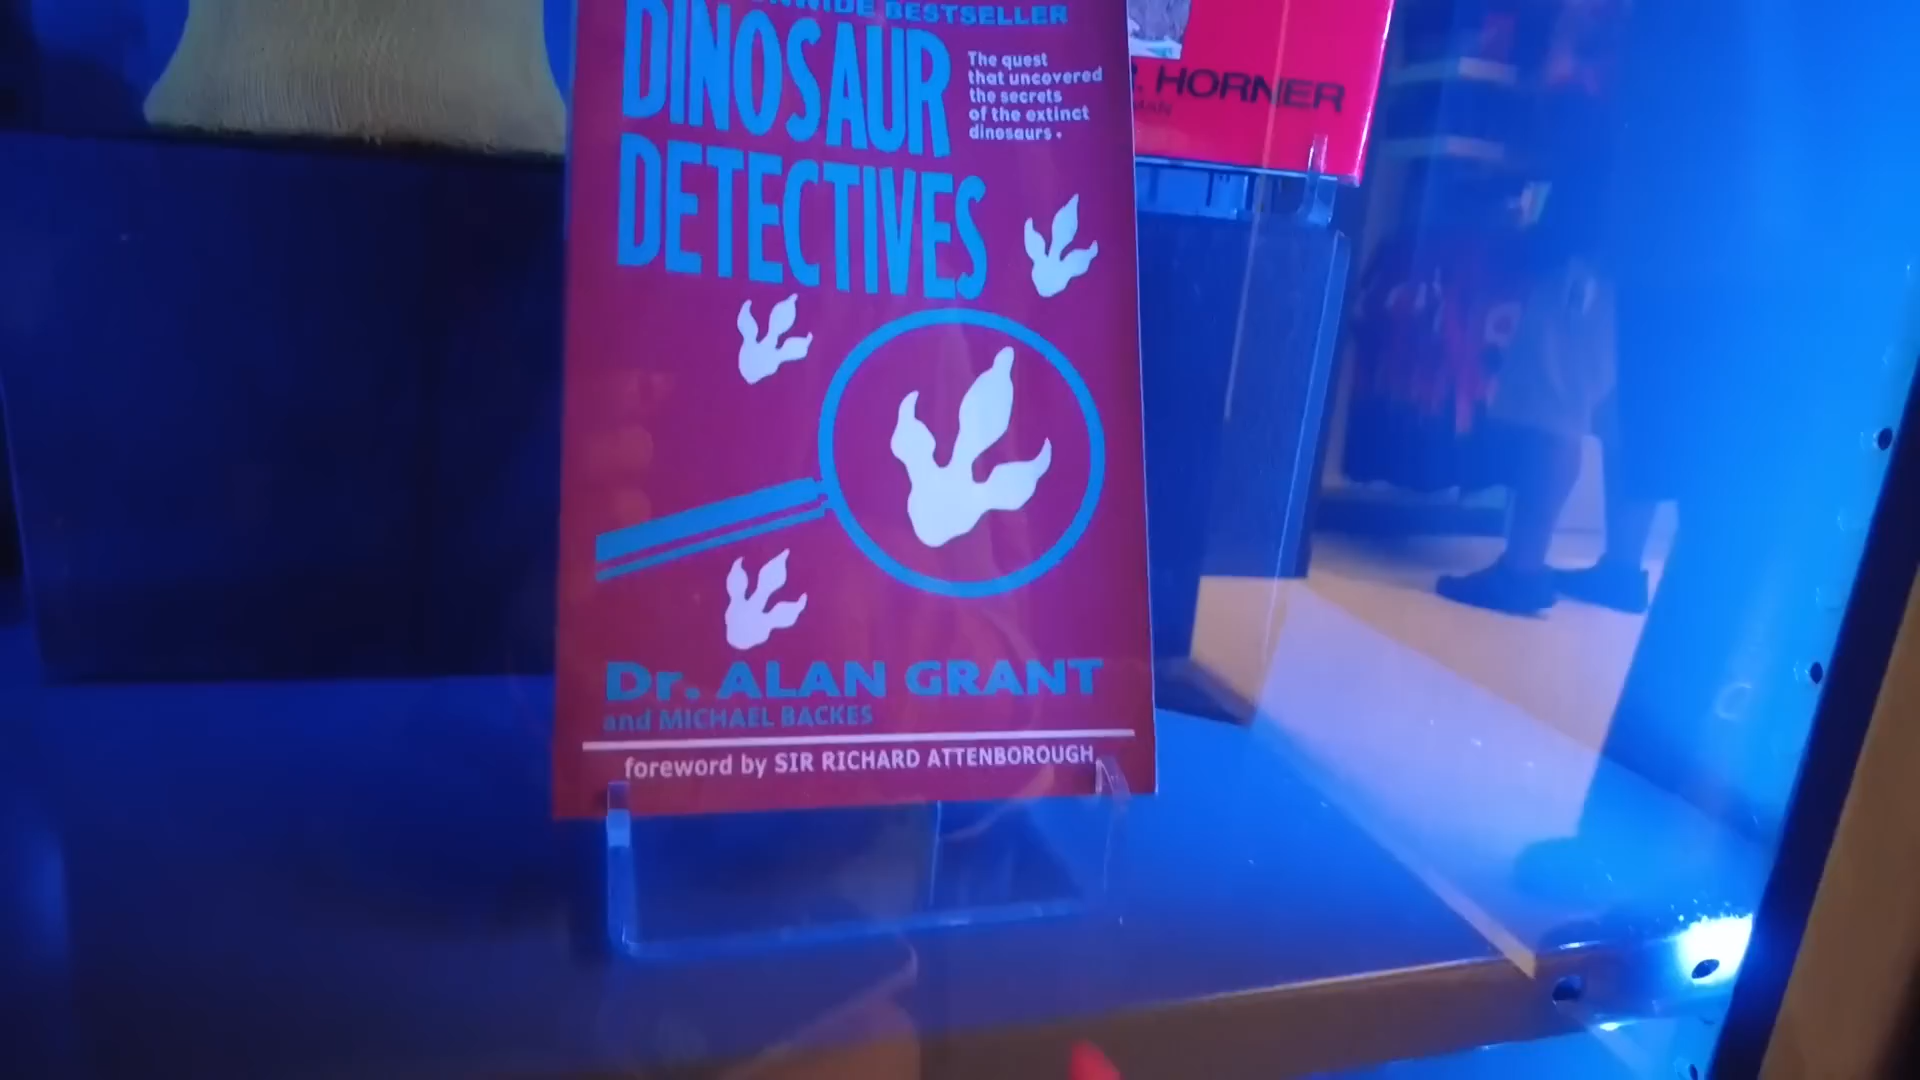 BESTSELLER
DINOSAUR
DETECTIVES
The quest
that uncovered
the secrets
of the extinct
dinosaurs.
Dr. ALAN GRANT
and MICHAEL BACKES
foreword by SIR RICHARD ATTENBOROUGH
HORNER